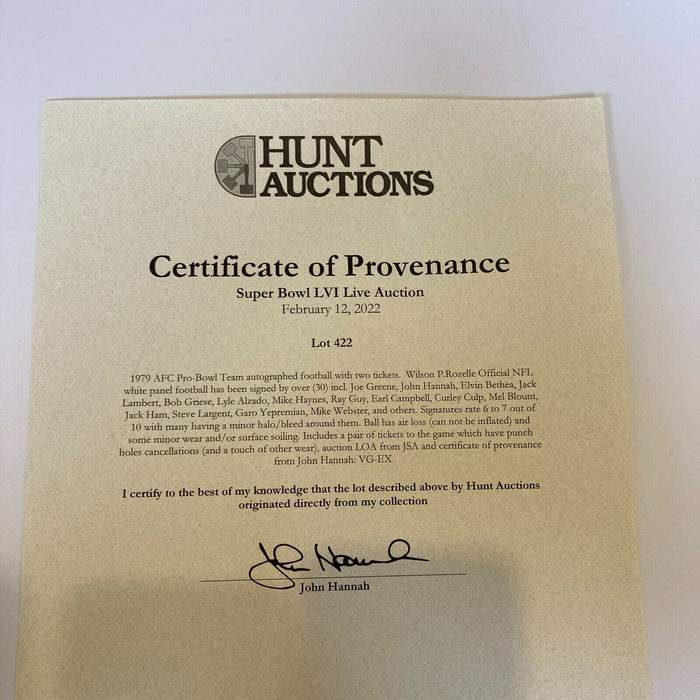 HUNT
AUCTIONS
Certificate of Provenance
Super Bowl LVI Live Auction
February 12, 2022
Lot 422
1979 AFC Pro-Bowl Team autographed football with two tickets. Wilson P.Rozelle Official NFL
white panel football has been signed by over (30) incl. Joe Greene, John Hannah, Elvin Bethea, Jack
Lambert, Bob Griese, Lyle Alzado, Mike Haynes, Ray Guy, Earl Campbell, Curley Culp, Mel Blount,
Jack Ham, Steve Largent, Garo Yepremian, Mike Webster, and others. Signatures rate 6 to 7 out of
10 with many having a minor halo/bleed around them. Ball has air loss (can not be inflated) and
some minor wear and/or surface soiling. Includes a pair of tickets to the game which have punch
holes cancellations (and a touch of other wear), auction LOA from JSA and certificate of provenance
from John Hannah: VG-EX
I certify to the best of my knowledge that the lot described above by Hunt Auctions
originated directly from my collection
John Hannah
John Hannah